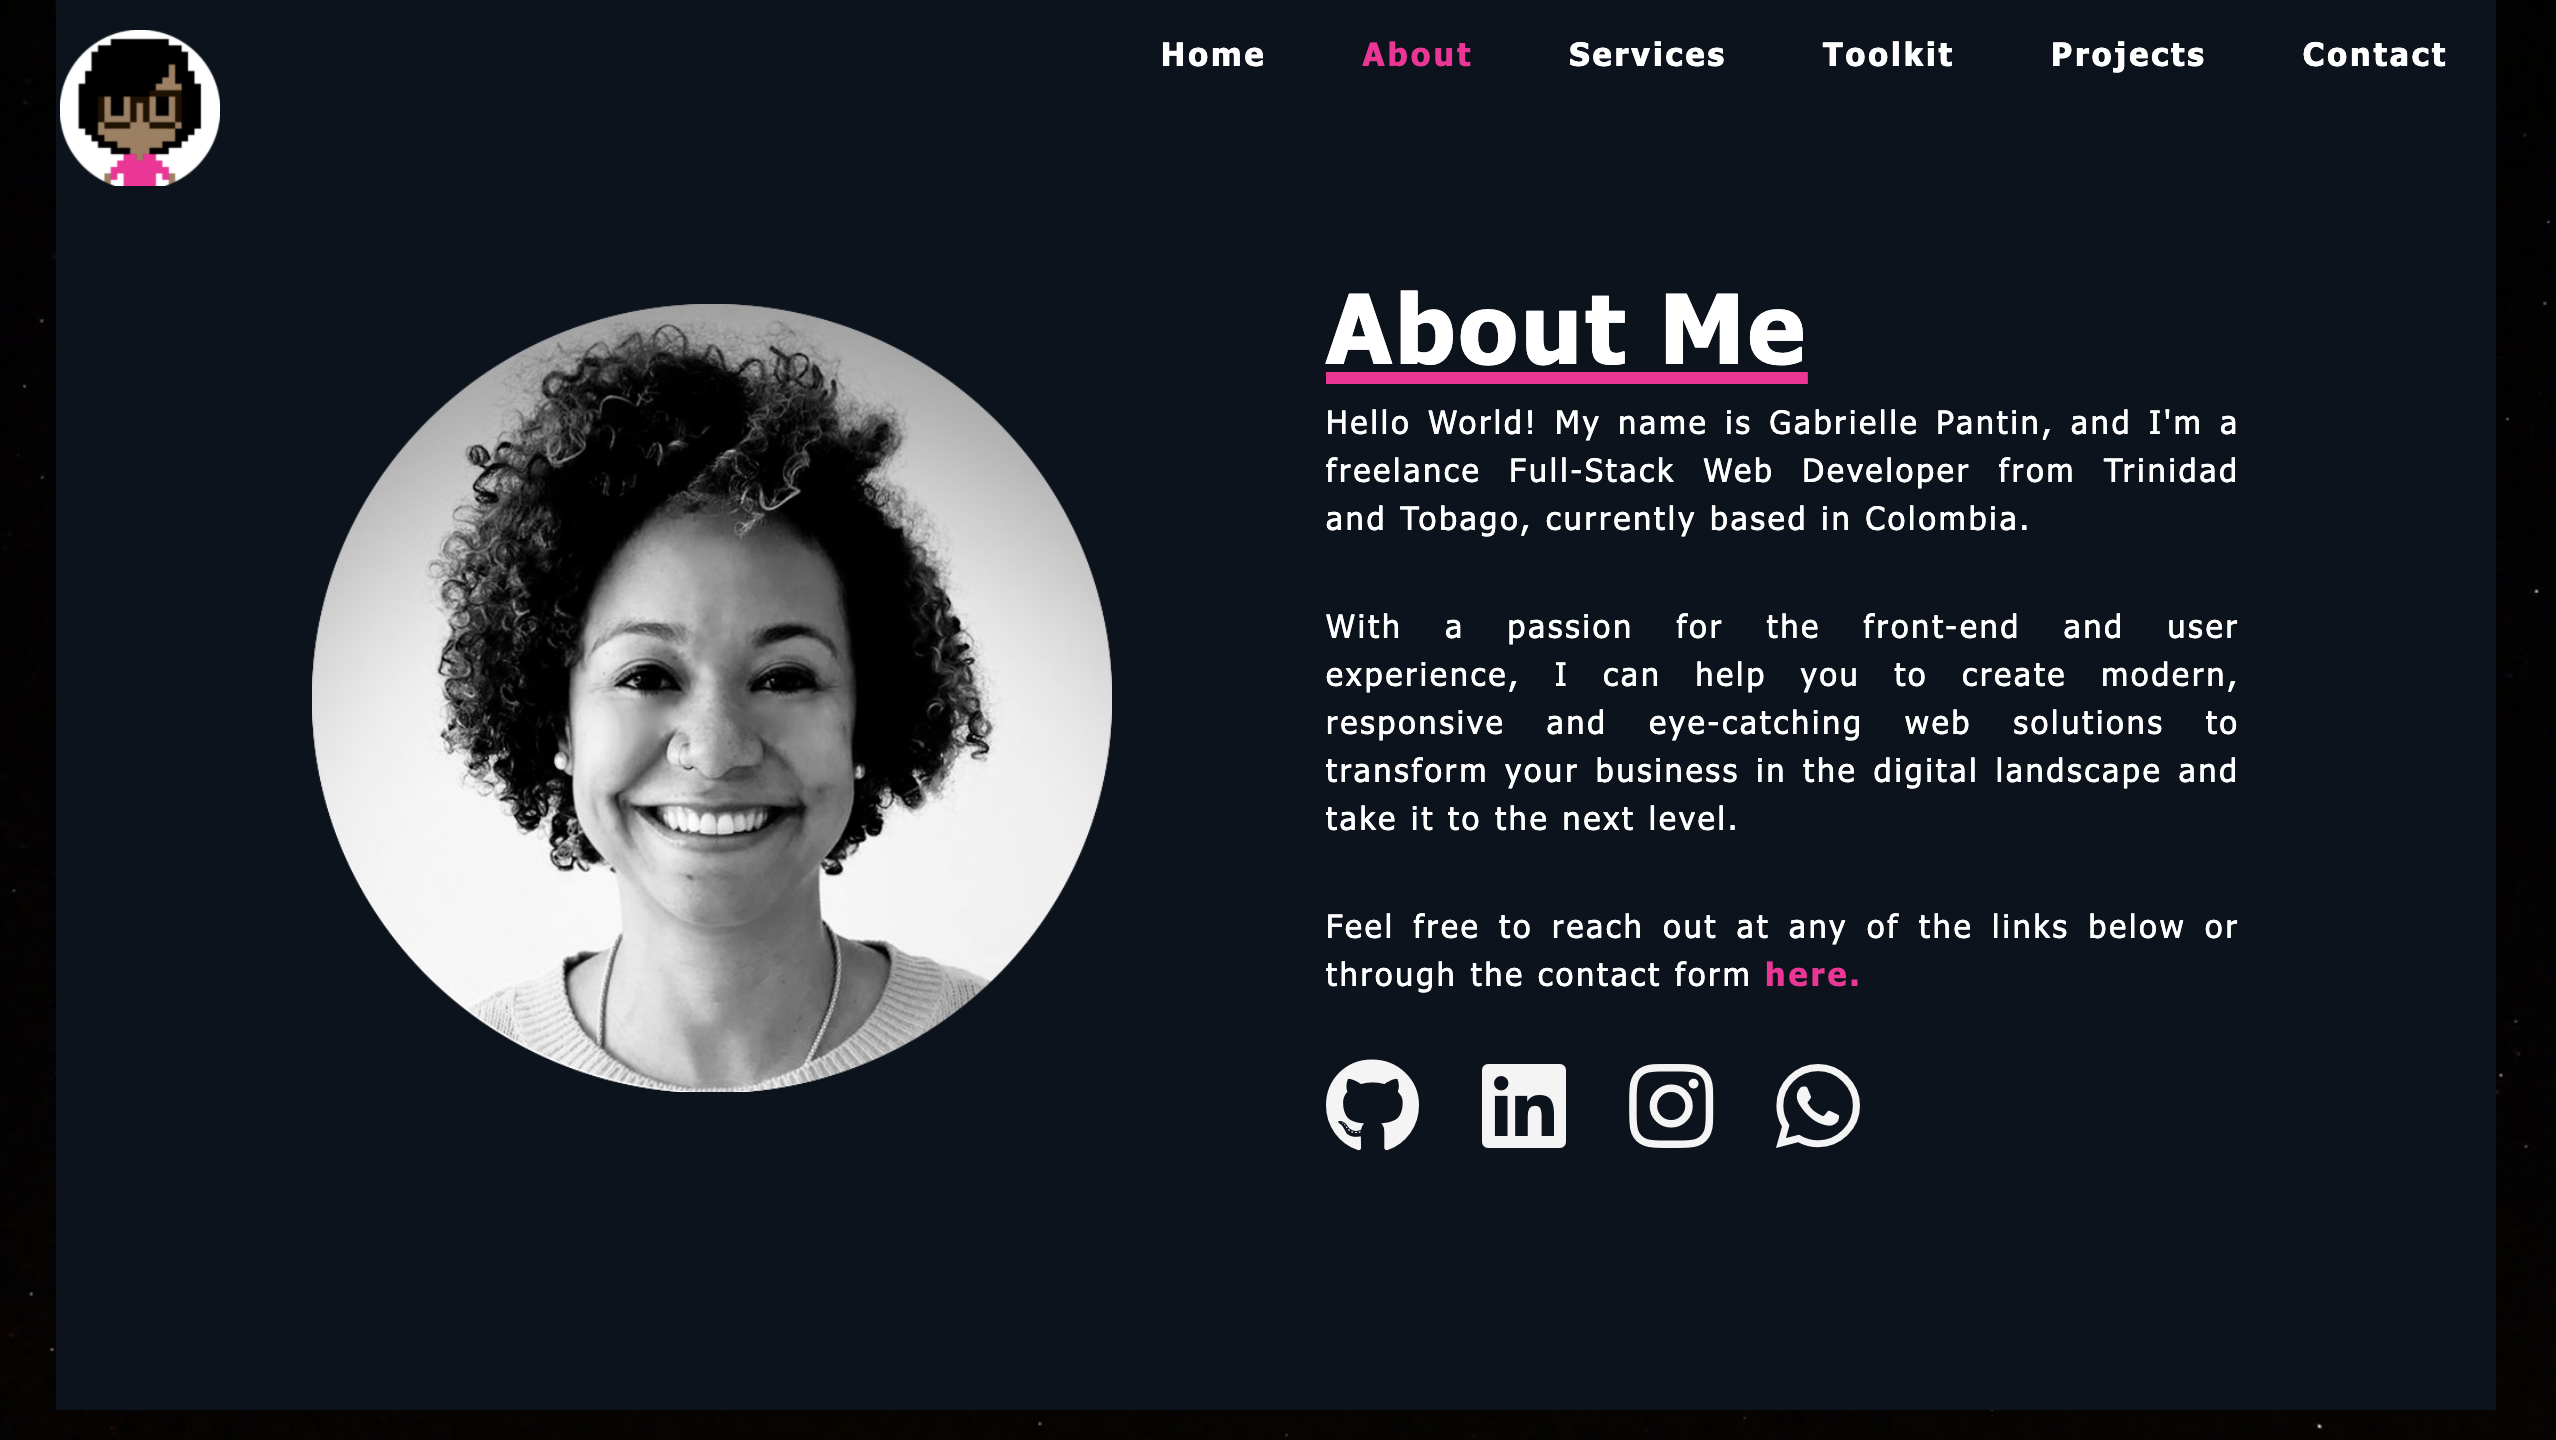 Home About Services Toolkit Projects Contact
About Me
Hello World! My name is Gabrielle Pantin, and I'm a
freelance Full-Stack Web Developer from Trinidad
and Tobago, currently based in Colombia.
With a passion for the front-end and user
experience, I can help you to create modern,
responsive and eye-catching web solutions to
transform your business in the digital landscape and
take it to the next level.
Feel free to reach out at any of the links below or
through the contact form here.
in